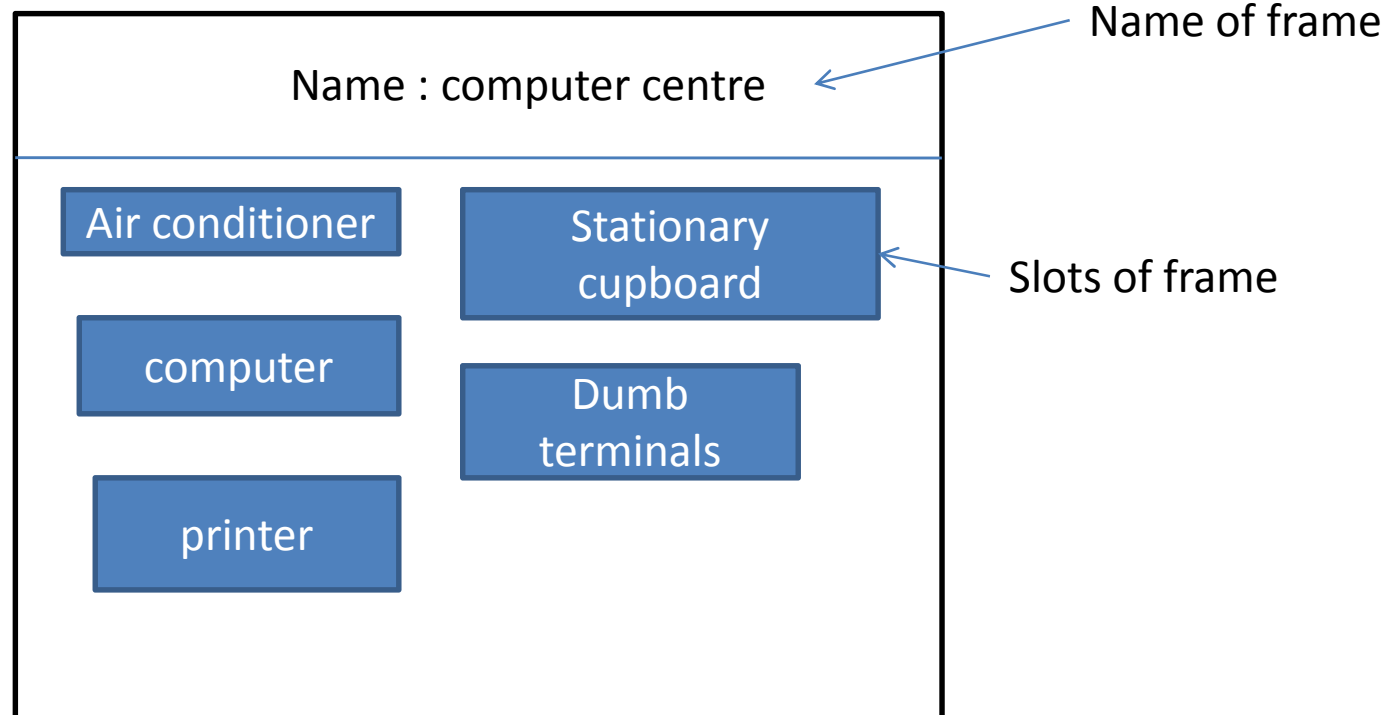 Name of frame
Name : computer centre
Air conditioner
Stationary
cupboard
Slots of frame
computer
Dumb
terminals
printer